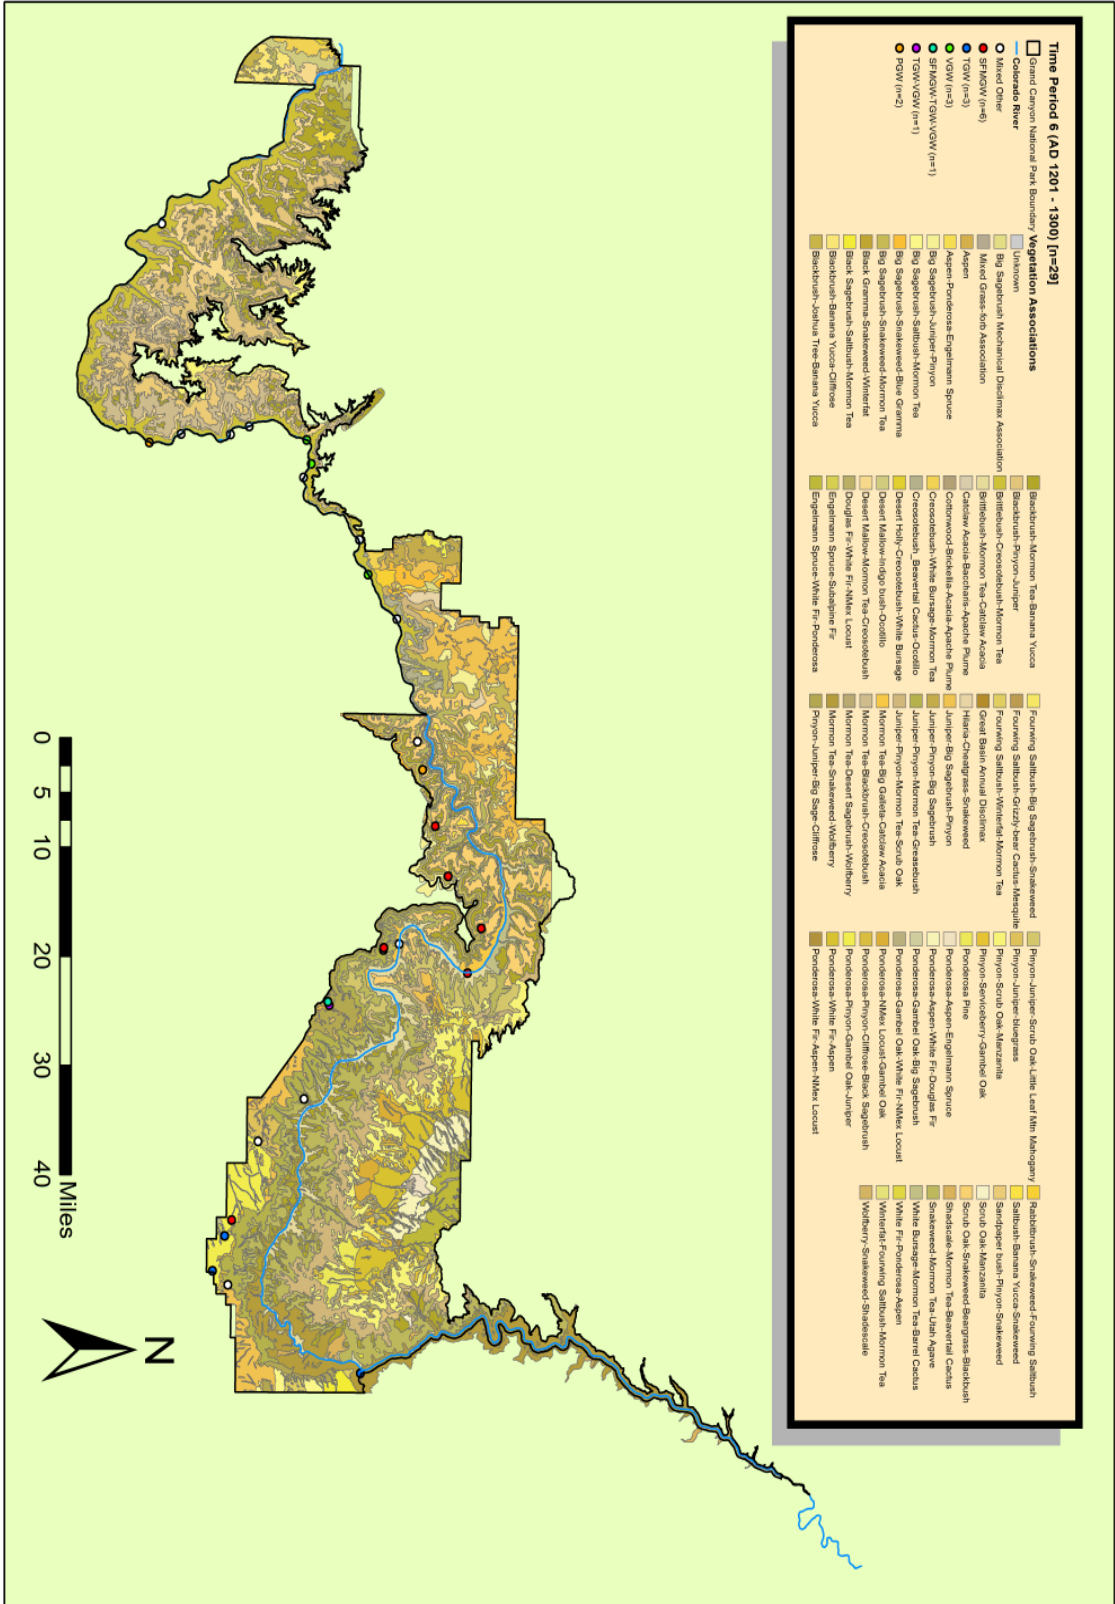 Time Period 6 (AD 1201 - 1300) [n=29]
Grand Canyon National Park Boundary
Colorado River
Mixed Other
SFMGW (n=6)
TGW (n=3)
VGW (n=3)
SFMGW-TGW-VGW (n=1)
TGW-VGW (n=1)
PGW (n=2)
Vegetation Associations
Unknown
Big Sagebrush Mechanical Disclimax Association
Mixed Grass-forb Association
Aspen
Aspen-Ponderosa-Engelmann Spruce
Big Sagebrush-Juniper-Pinyon
Big Sagebrush-Saltbush-Mormon Tea
Big Sagebrush-Snakeweed-Blue Gramma
Big Sagebrush-Snakeweed-Mormon Tea
Black Gramma-Snakeweed-Winterfat
Black Sagebrush-Saltbush-Mormon Tea
Blackbrush-Banana Yucca-Cliffrose
Blackbrush-Joshua Tree-Banana Yucca
Blackbrush-Mormon Tea-Banana Yucca
Blackbrush-Pinyon-Juniper
Brittlebush-Creosotebush-Mormon Tea
Brittlebush-Mormon Tea-Catclaw Acacia
Catclaw Acacia-Baccharis-Apache Plume
Cottonwood-Brickellia-Acacia-Apache Plume
Creosotebush-White Bursage-Mormon Tea
Creosotebush_Beavertail Cactus-Ocotillo
Desert Holly-Creosotebush-White Bursage
Desert Mallow-Indigo bush-Ocotillo
Desert Mallow-Mormon Tea-Creosotebush
Douglas Fir-White Fir-NMex Locust
Engelmann Spruce-Subalpine Fir
Engelmann Spruce-White Fir-Ponderosa
Fourwing Saltbush-Big Sagebrush-Snakeweed
Fourwing Saltbush-Grizzly-bear Cactus-Mesquite
Fourwing Saltbush-Winterfat-Mormon Tea
Great Basin Annual Disclimax
Hilaria-Cheatgrass-Snakeweed
Juniper-Big Sagebrush-Pinyon
Juniper-Pinyon-Big Sagebrush
Juniper-Pinyon-Mormon Tea-Greasebush
Juniper-Pinyon-Mormon Tea-Scrub Oak
Mormon Tea-Big Galleta-Catclaw Acacia
Mormon Tea-Blackbrush-Creosotebush
Mormon Tea-Desert Sagebrush-Wolfberry
Mormon Tea-Snakeweed-Wolfberry
Pinyon-Juniper-Big Sage-Cliffrose
Pinyon-Juniper-Scrub Oak-Little Leaf Mtn Mahogany
Pinyon-Juniper-bluegrass
Pinyon-Scrub Oak-Manzanita
Pinyon-Serviceberry-Gambel Oak
Ponderosa Pine
Ponderosa-Aspen-Engelmann Spruce
Ponderosa-Aspen-White Fir-Douglas Fir
Ponderosa-Gambel Oak-Big Sagebrush
Ponderosa-Gambel Oak-White Fir-NMex Locust
Ponderosa-NMex Locust-Gambel Oak
Ponderosa-Pinyon-Cliffrose-Black Sagebrush
Ponderosa-Pinyon-Gambel Oak-Juniper
Ponderosa-White Fir-Aspen
Ponderosa-White Fir-Aspen-NMex Locust
Rabbitbrush-Snakeweed-Fourwing Saltbush
Saltbush-Banana Yucca-Snakeweed
Sandpaper bush-Pinyon-Snakeweed
Scrub Oak-Manzanita
Scrub Oak-Snakeweed-Beargrass-Blackbush
Shadscale-Mormon Tea-Beavertail Cactus
Snakeweed-Mormon Tea-Utah Agave
White Bursage-Mormon Tea-Barrel Cactus
White Fir-Ponderosa-Aspen
Winterfat-Fourwing Saltbush-Mormon Tea
Wolfberry-Snakeweed-Shadescale
0 5 10 20 30 40
Miles
N